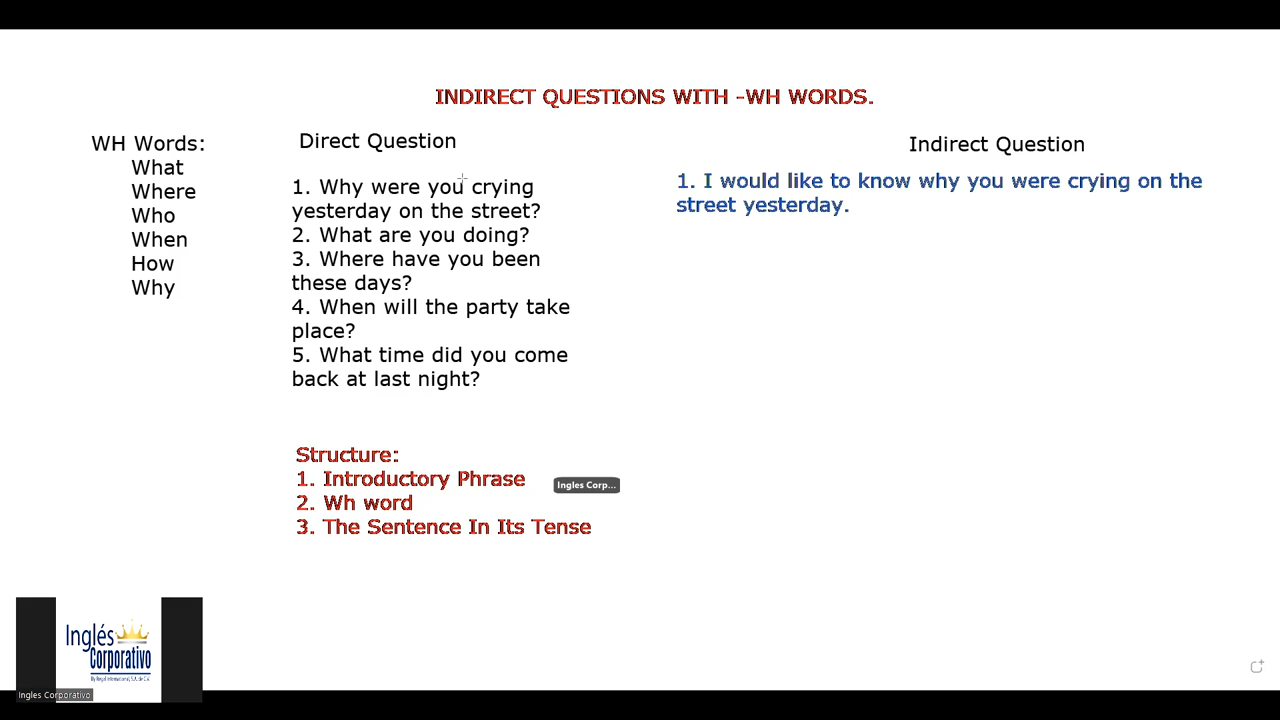 INDIRECT QUESTIONS WITH -WH WORDS.
WH Words:
What
Where
Who
When
How
Why
Direct Question
1. Why were you crying
yesterday on the street?
2. What are you doing?
3. Where have you been
these days?
4. When will the party take
place?
5. What time did you come
back at last night?
Indirect Question
1. I would like to know why you were crying on the
street yesterday.
Structure:
1. Introductory Phrase
2. Wh word
3. The Sentence In Its Tense
Ingles Corp...
Inglés
Corporativo
By Regal International, S.A. de C.V.
Ingles Corporativo